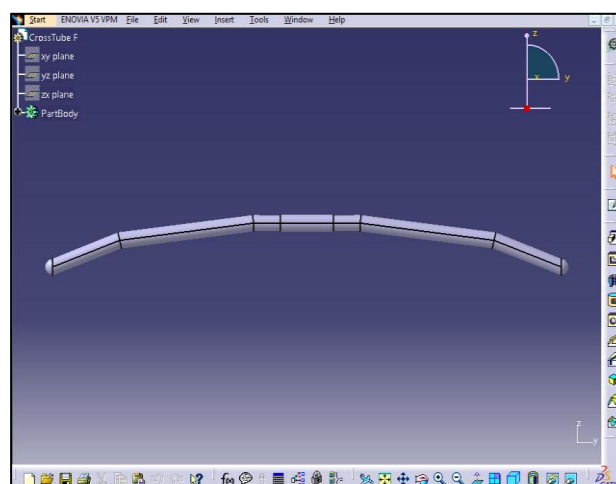 Start ENOVIA V5 VPM File Edit View Insert Tools Window Help
CrossTube F
xy plane
yz plane
zx plane
PartBody
z
x y
z
y
f(x)